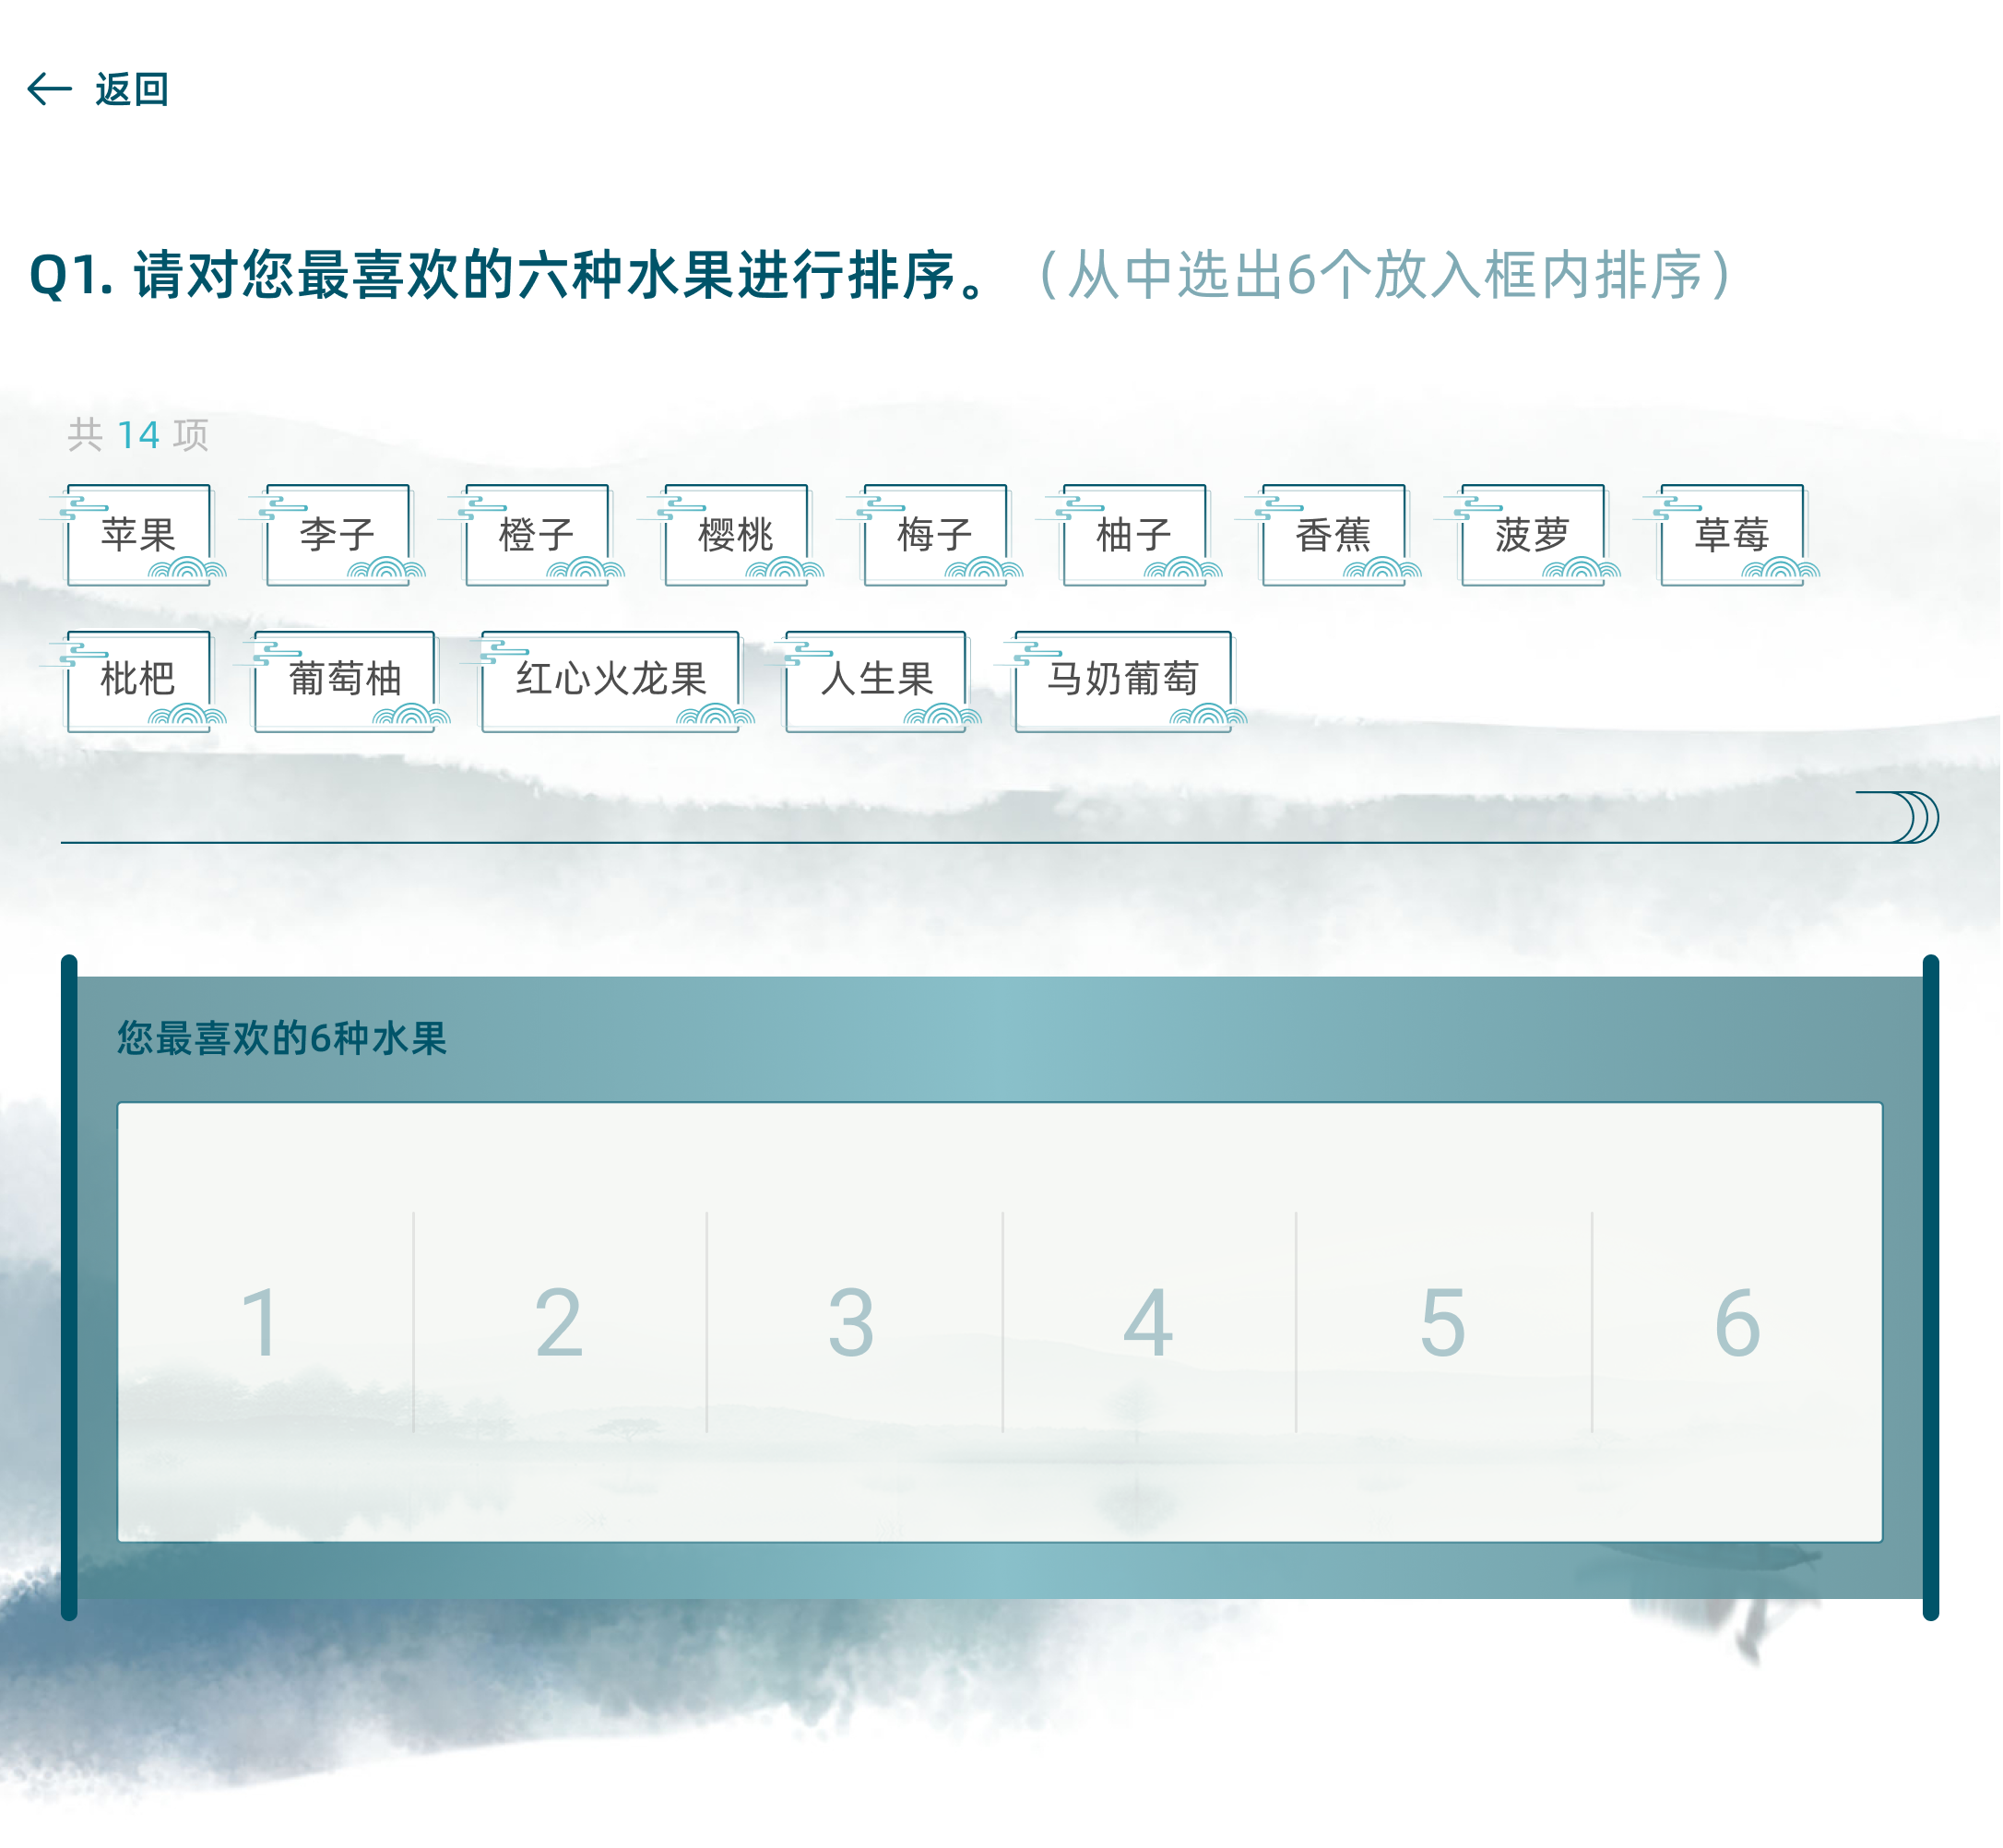 返回
Q1. 请对您最喜欢的六种水果进行排序。（从中选出6个放入框内排序）
共 14 项
苹果 李子 橙子 樱桃 梅子 柚子 香蕉 菠萝 草莓
枇杷 葡萄柚 红心火龙果 人生果 马奶葡萄
您最喜欢的6种水果
1 2 3 4 5 6